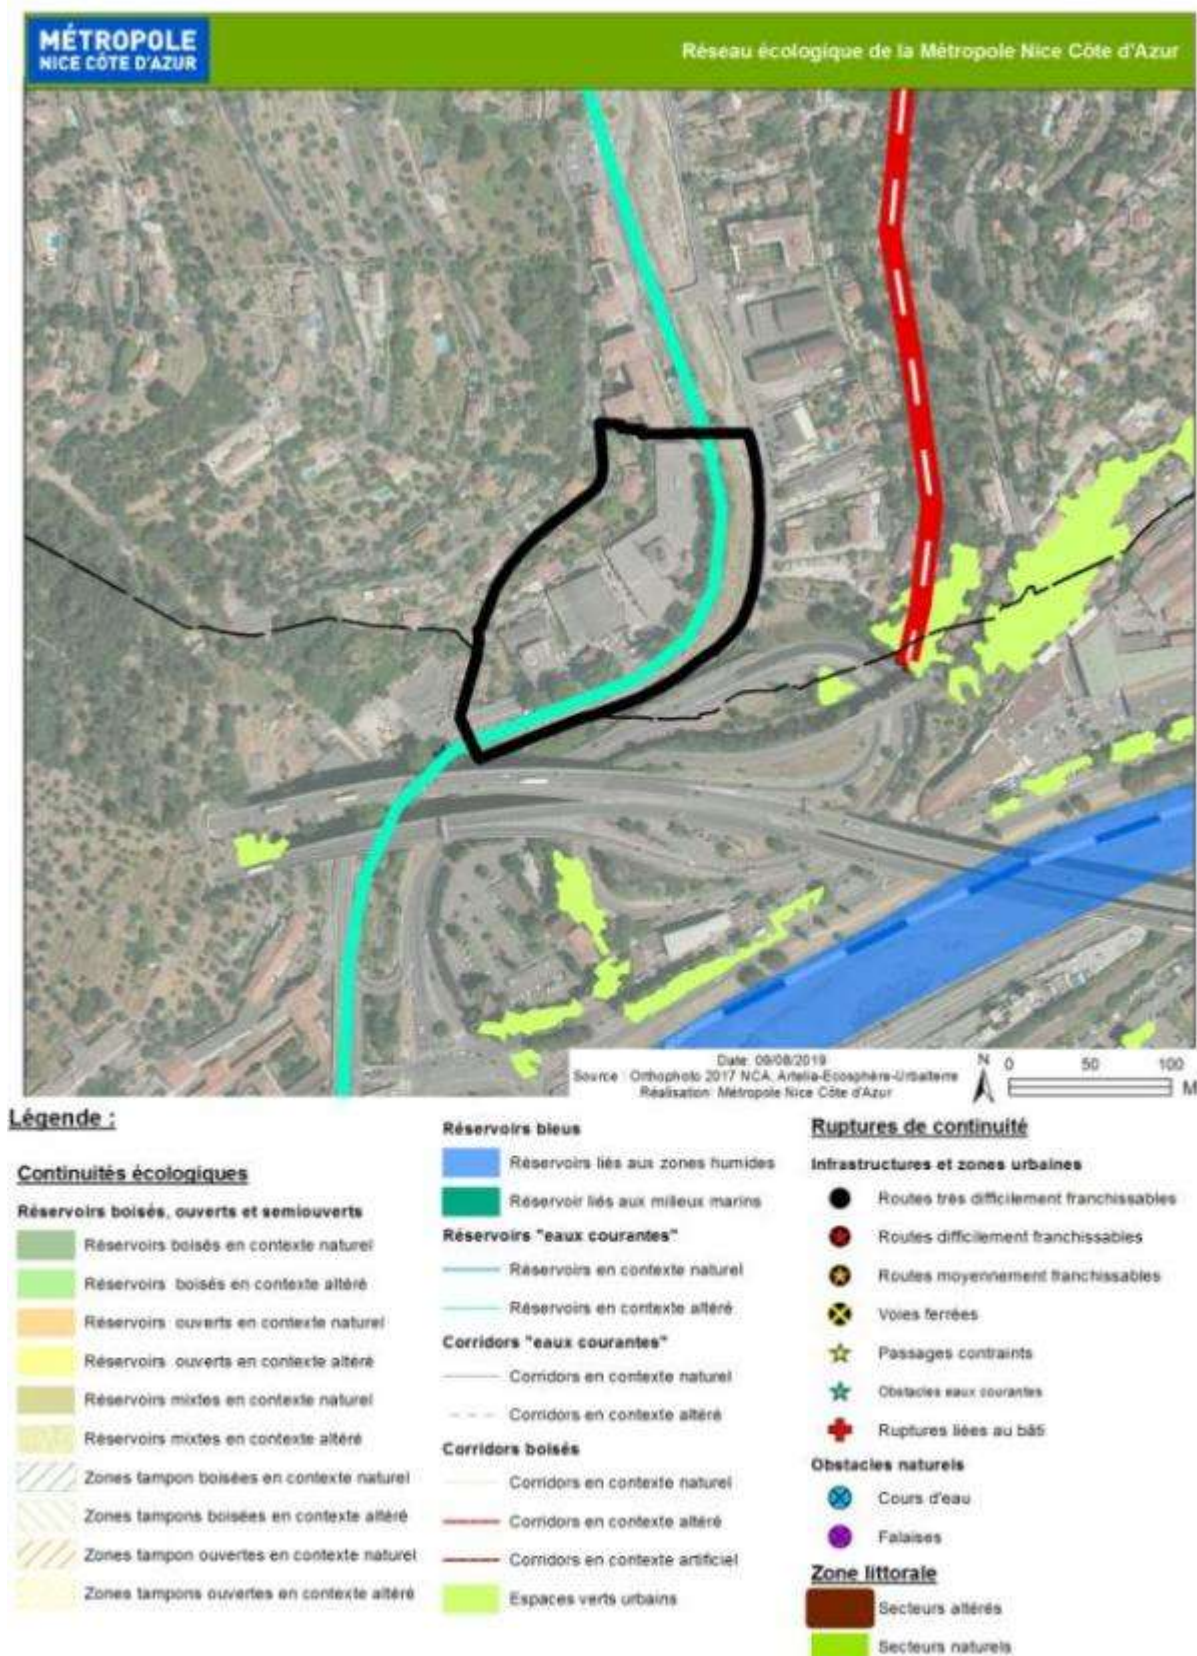 MÉTROPOLE
NICE CÔTE D'AZUR
Réseau écologique de la Métropole Nice Côte d'Azur
Date: 09/08/2019
Source : Orthophoto 2017 NCA, Artelia-Ecosphère-Urbalterre
Réalisation: Métropole Nice Côte d'Azur
N
0 50 100
M
Légende :
Continuités écologiques
Réservoirs boisés, ouverts et semiouverts
Réservoirs boisés en contexte naturel
Réservoirs boisés en contexte altéré
Réservoirs ouverts en contexte naturel
Réservoirs ouverts en contexte altéré
Réservoirs mixtes en contexte naturel
Réservoirs mixtes en contexte altéré
Zones tampon boisées en contexte naturel
Zones tampons boisées en contexte altéré
Zones tampon ouvertes en contexte naturel
Zones tampons ouvertes en contexte altéré
Réservoirs bleus
Réservoirs liés aux zones humides
Réservoir liés aux milieux marins
Réservoirs "eaux courantes"
Réservoirs en contexte naturel
Réservoirs en contexte altéré
Corridors "eaux courantes"
Corridors en contexte naturel
Corridors en contexte altéré
Corridors boisés
Corridors en contexte naturel
Corridors en contexte altéré
Corridors en contexte artificiel
Espaces verts urbains
Ruptures de continuité
Infrastructures et zones urbaines
Routes très difficilement franchissables
Routes difficilement franchissables
Routes moyennement franchissables
Voies ferrées
Passages contraints
Obstacles eaux courantes
Ruptures liées au bâti
Obstacles naturels
Cours d'eau
Falaises
Zone littorale
Secteurs altérés
Secteurs naturels